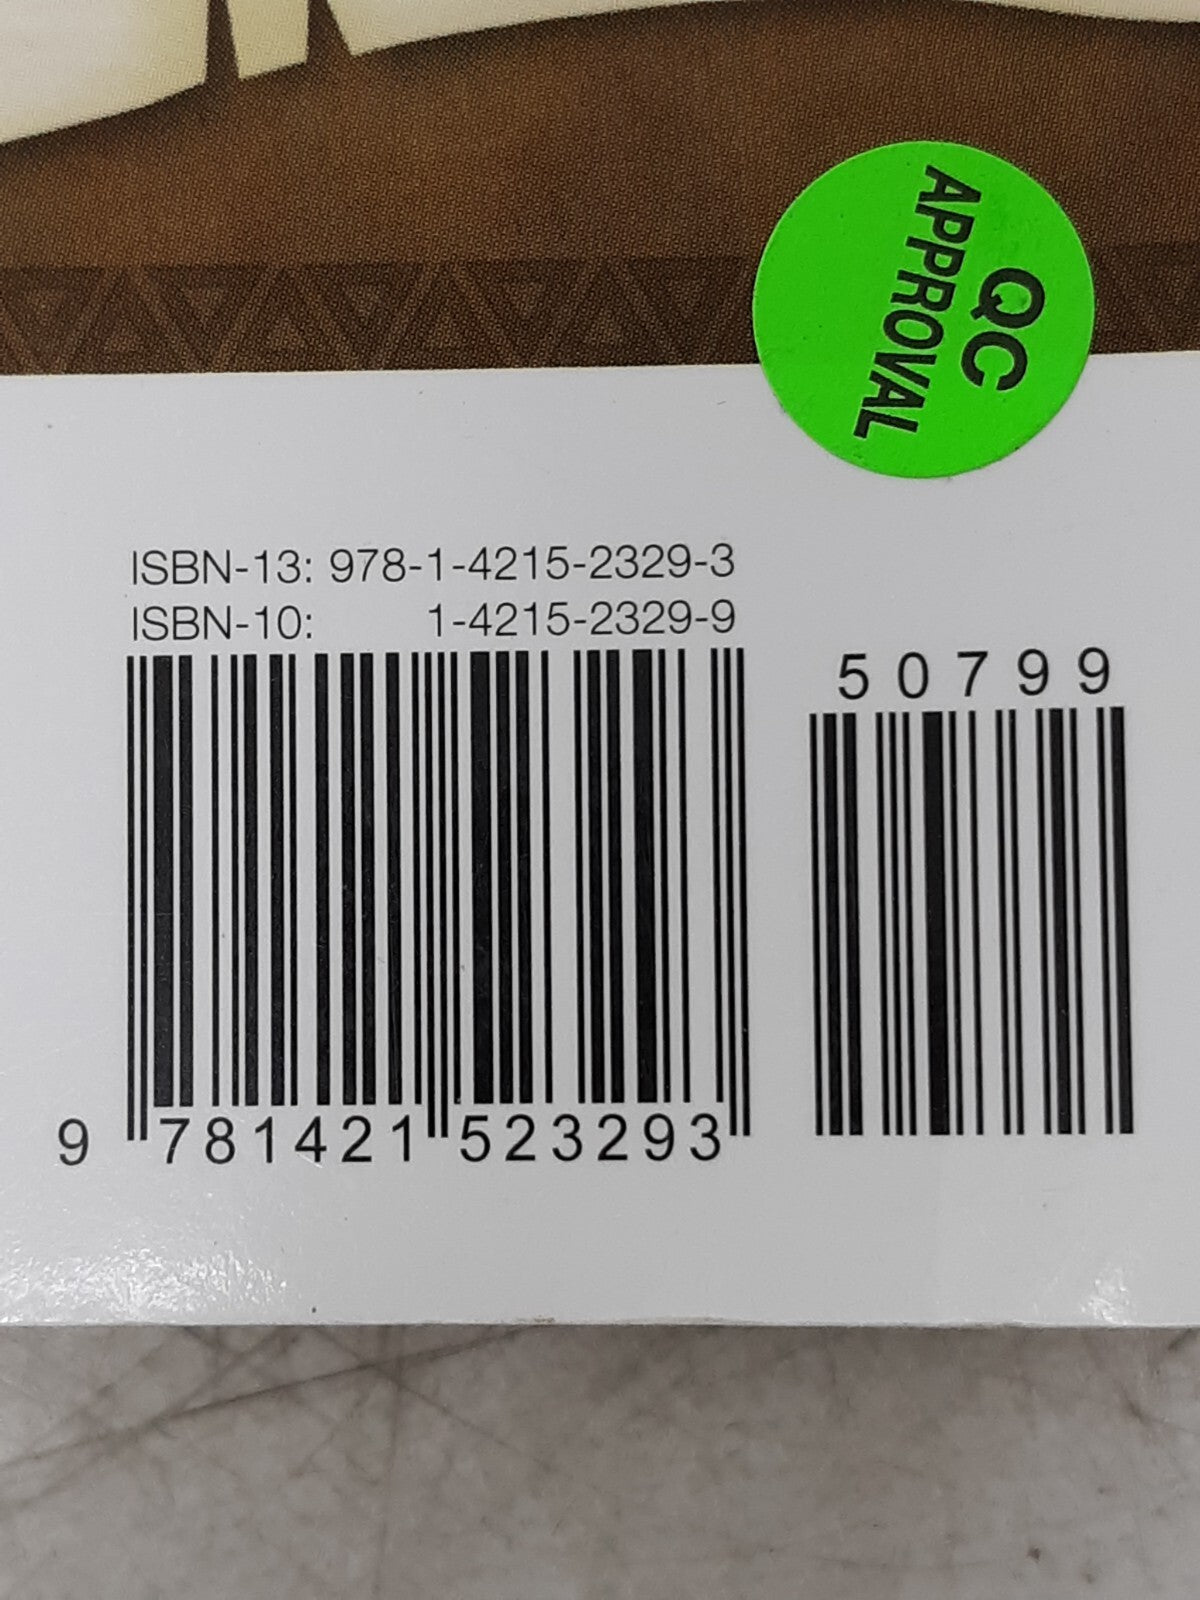 QC
APPROVAL
ISBN-13: 978-1-4215-2329-3
ISBN-10: 1-4215-2329-9
50799
9 781421 523293